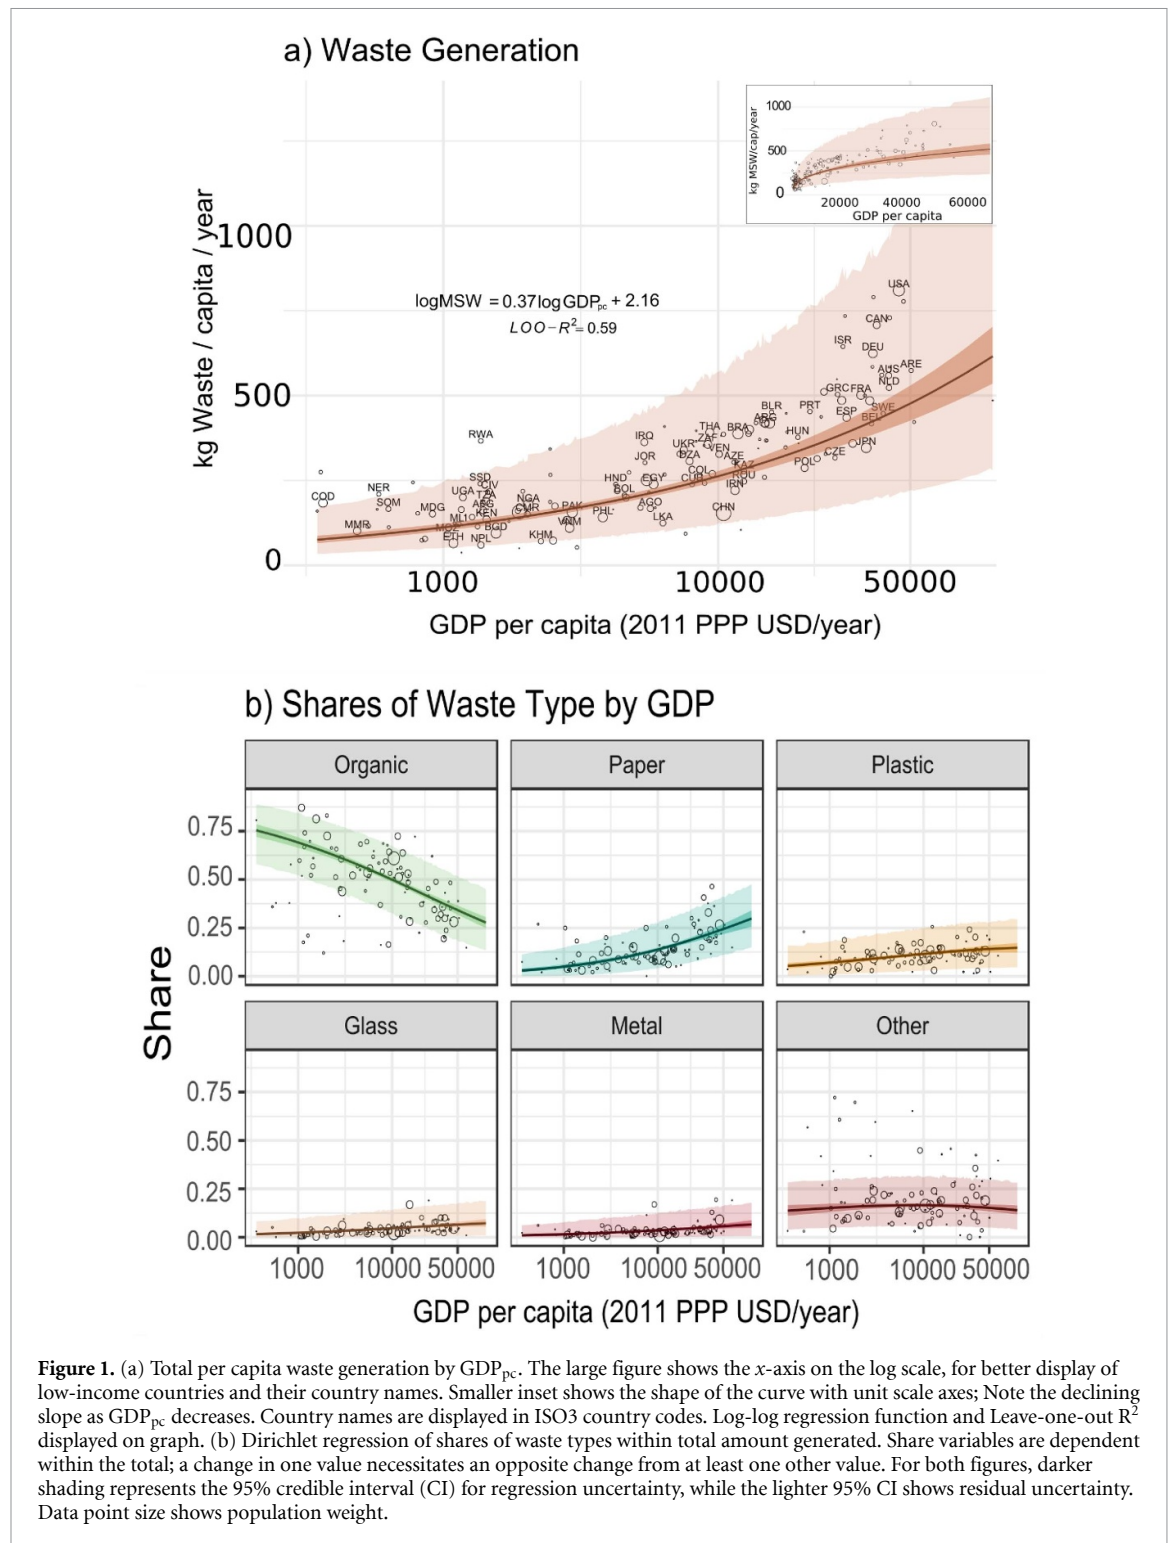 a) Waste Generation
kg Waste / capita / year
1000
500
0
1000
10000
50000
GDP per capita (2011 PPP USD/year)
logMSW = 0.37logGDPpc + 2.16
LOO−R2= 0.59
kg MSW/cap/year
1000
500
0
20000
40000
60000
GDP per capita
USA
CAN
ISR
DEU
AUS
ARE
NLD
GRC
FRA
SWE
BEL
ESP
PRT
BLR
HUN
JPN
CZE
POL
THA
BRA
ZAF
UKR
VEN
DZA
AZE
KAZ
COL
CUB
IRN
CHN
IRQ
JOR
HND
EGY
AGO
LKA
PHL
PAK
VNM
NGA
CMR
KHM
RWA
SSD
CIV
UGA
TZA
KEN
MLI
BGD
ETH
NPL
MOZ
MDG
NER
SOM
COD
MMR
b) Shares of Waste Type by GDP
Organic
Paper
Plastic
0.75
0.50
0.25
0.00
Share
Glass
Metal
Other
0.75
0.50
0.25
0.00
1000
10000
50000
1000
10000
50000
1000
10000
50000
GDP per capita (2011 PPP USD/year)
Figure 1. (a) Total per capita waste generation by GDPpc. The large figure shows the x-axis on the log scale, for better display of
low-income countries and their country names. Smaller inset shows the shape of the curve with unit scale axes; Note the declining
slope as GDPpc decreases. Country names are displayed in ISO3 country codes. Log-log regression function and Leave-one-out R2
displayed on graph. (b) Dirichlet regression of shares of waste types within total amount generated. Share variables are dependent
within the total; a change in one value necessitates an opposite change from at least one other value. For both figures, darker
shading represents the 95% credible interval (CI) for regression uncertainty, while the lighter 95% CI shows residual uncertainty.
Data point size shows population weight.